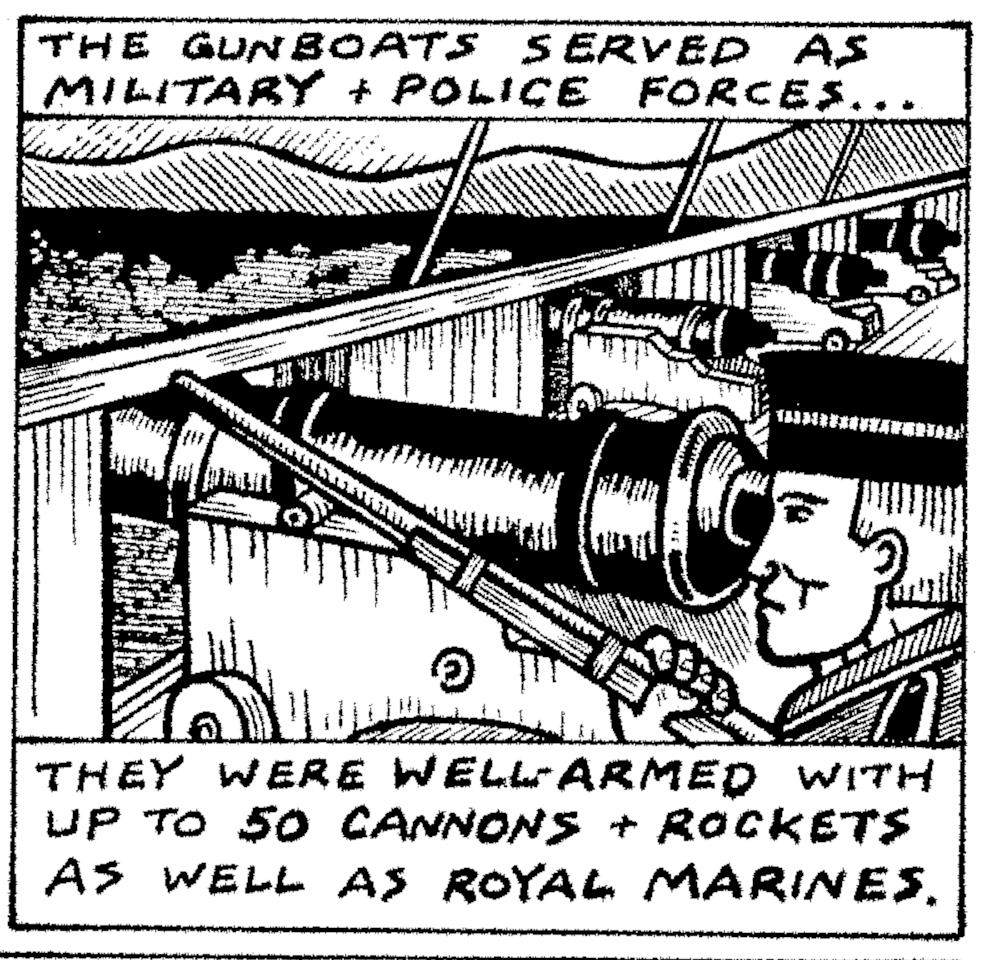 THE GUNBOATS SERVED AS
MILITARY + POLICE FORCES...
THEY WERE WELL-ARMED WITH
UP TO 50 CANNONS + ROCKETS
AS WELL AS ROYAL MARINES.